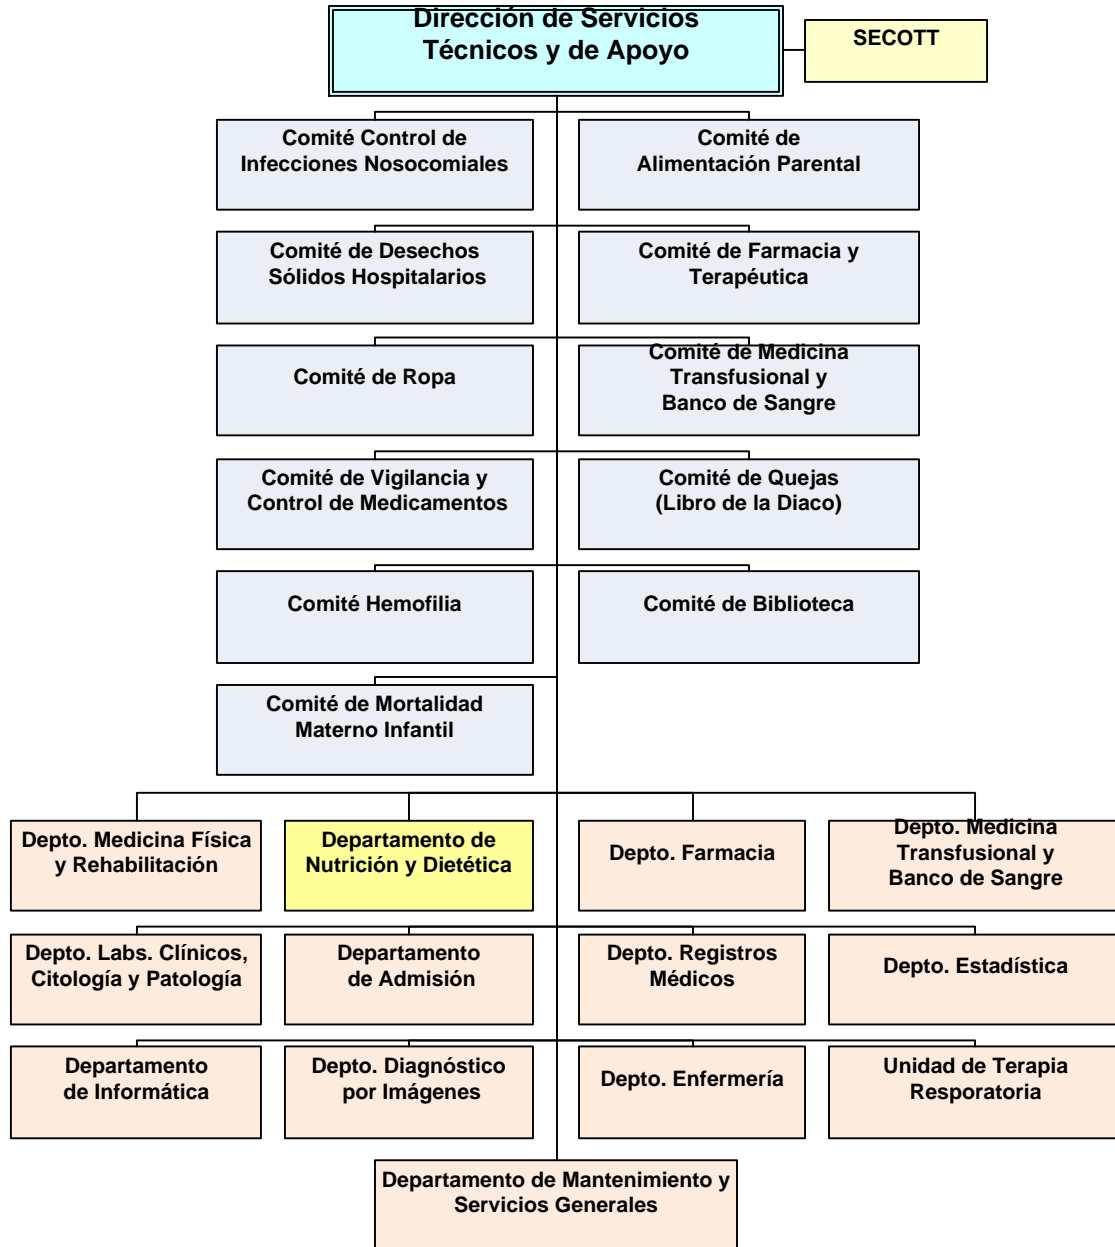 Dirección de Servicios
Técnicos y de Apoyo
SECOTT
Comité Control de
Infecciones Nosocomiales
Comité de
Alimentación Parental
Comité de Desechos
Sólidos Hospitalarios
Comité de Farmacia y
Terapéutica
Comité de Ropa
Comité de Medicina
Transfusional y
Banco de Sangre
Comité de Vigilancia y
Control de Medicamentos
Comité de Quejas
(Libro de la Diaco)
Comité Hemofilia
Comité de Biblioteca
Comité de Mortalidad
Materno Infantil
Depto. Medicina Física
y Rehabilitación
Departamento de
Nutrición y Dietética
Depto. Farmacia
Depto. Medicina
Transfusional y
Banco de Sangre
Depto. Labs. Clínicos,
Citología y Patología
Departamento
de Admisión
Depto. Registros
Médicos
Depto. Estadística
Departamento
de Informática
Depto. Diagnóstico
por Imágenes
Depto. Enfermería
Unidad de Terapia
Resporatoria
Departamento de Mantenimiento y
Servicios Generales